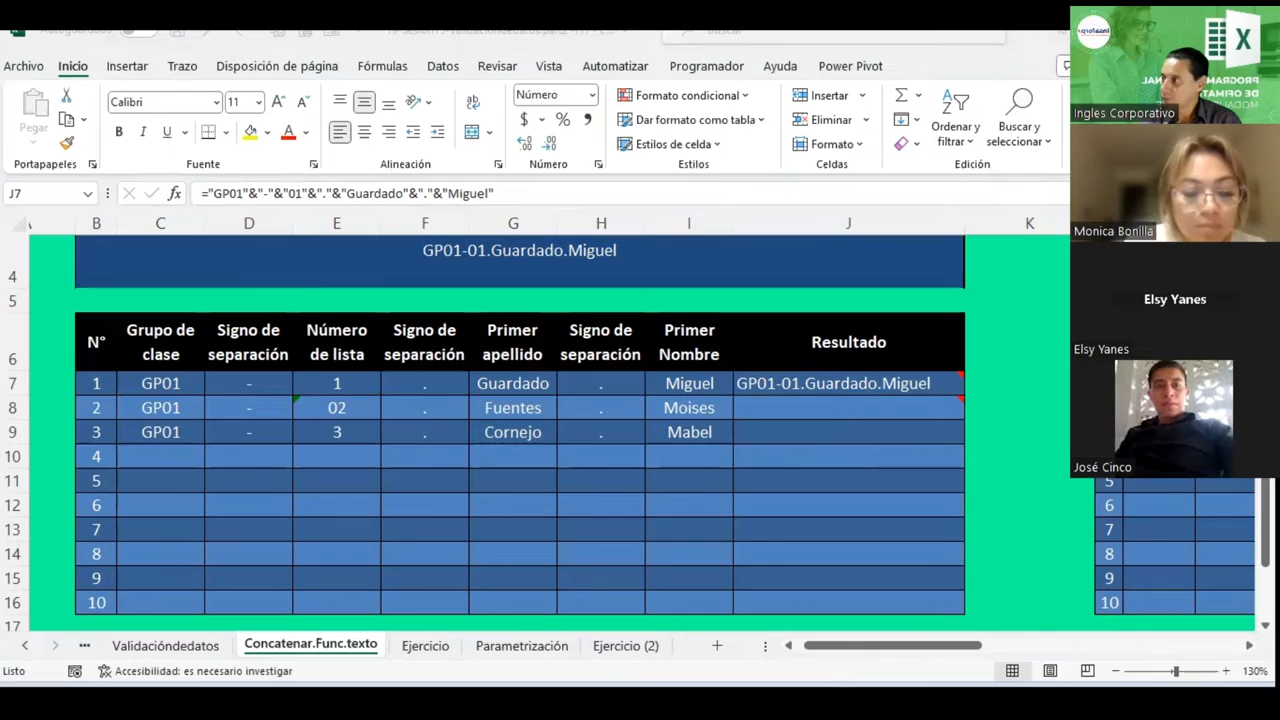 Archivo Inicio Insertar Trazo Disposición de página Fórmulas Datos Revisar Vista Automatizar Programador Ayuda Power Pivot
Pegar
Calibri 11
N K S
Número
$ % 
Formato condicional
Dar formato como tabla
Estilos de celda
Insertar
Eliminar
Formato
Ordenar y
filtrar
Buscar y
seleccionar
Portapapeles Fuente Alineación Número Estilos Celdas Edición
J7 fx ="GP01"&"-"&"01"&"."&"Guardado"&"."&"Miguel"
B C D E F G H I J K
4 GP01-01.Guardado.Miguel
5
6 N° Grupo de clase Signo de separación Número de lista Signo de separación Primer apellido Signo de separación Primer Nombre Resultado
7 1 GP01 - 1 . Guardado . Miguel GP01-01.Guardado.Miguel
8 2 GP01 - 02 . Fuentes . Moises
9 3 GP01 - 3 . Cornejo . Mabel
10 4
11 5 5
12 6 6
13 7 7
14 8 8
15 9 9
16 10 10
17
Validacióndedatos Concatenar.Func.texto Ejercicio Parametrización Ejercicio (2)
Listo Accesibilidad: es necesario investigar 130%
Ingles Corporativo
Monica Bonilla
Elsy Yanes
Elsy Yanes
José Cinco